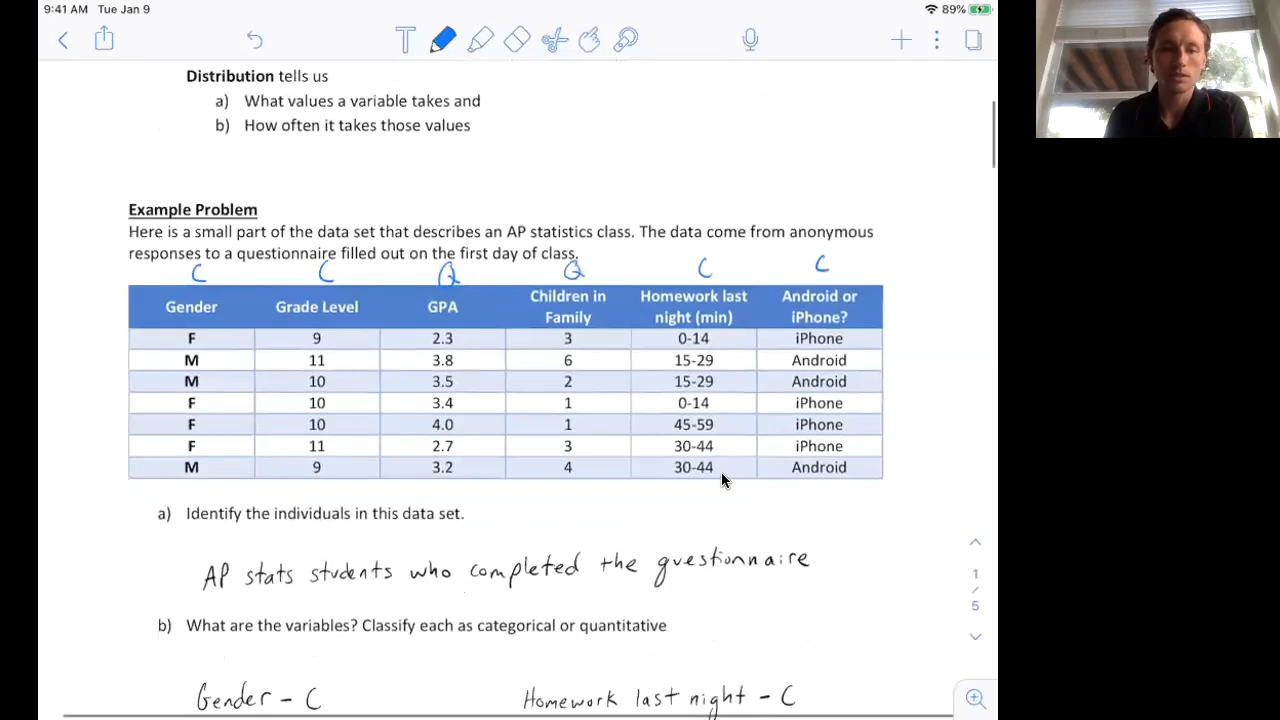 9:41 AM Tue Jan 9
89%
T
Distribution tells us
a) What values a variable takes and
b) How often it takes those values
Example Problem
Here is a small part of the data set that describes an AP statistics class. The data come from anonymous
responses to a questionnaire filled out on the first day of class.
C C Q Q C C
Gender Grade Level GPA Children in Family Homework last night (min) Android or iPhone?
F 9 2.3 3 0-14 iPhone
M 11 3.8 6 15-29 Android
M 10 3.5 2 15-29 Android
F 10 3.4 1 0-14 iPhone
F 10 4.0 1 45-59 iPhone
F 11 2.7 3 30-44 iPhone
M 9 3.2 4 30-44 Android
a) Identify the individuals in this data set.
AP stats students who completed the questionnaire
b) What are the variables? Classify each as categorical or quantitative
Gender - C Homework last night - C
1
/
5